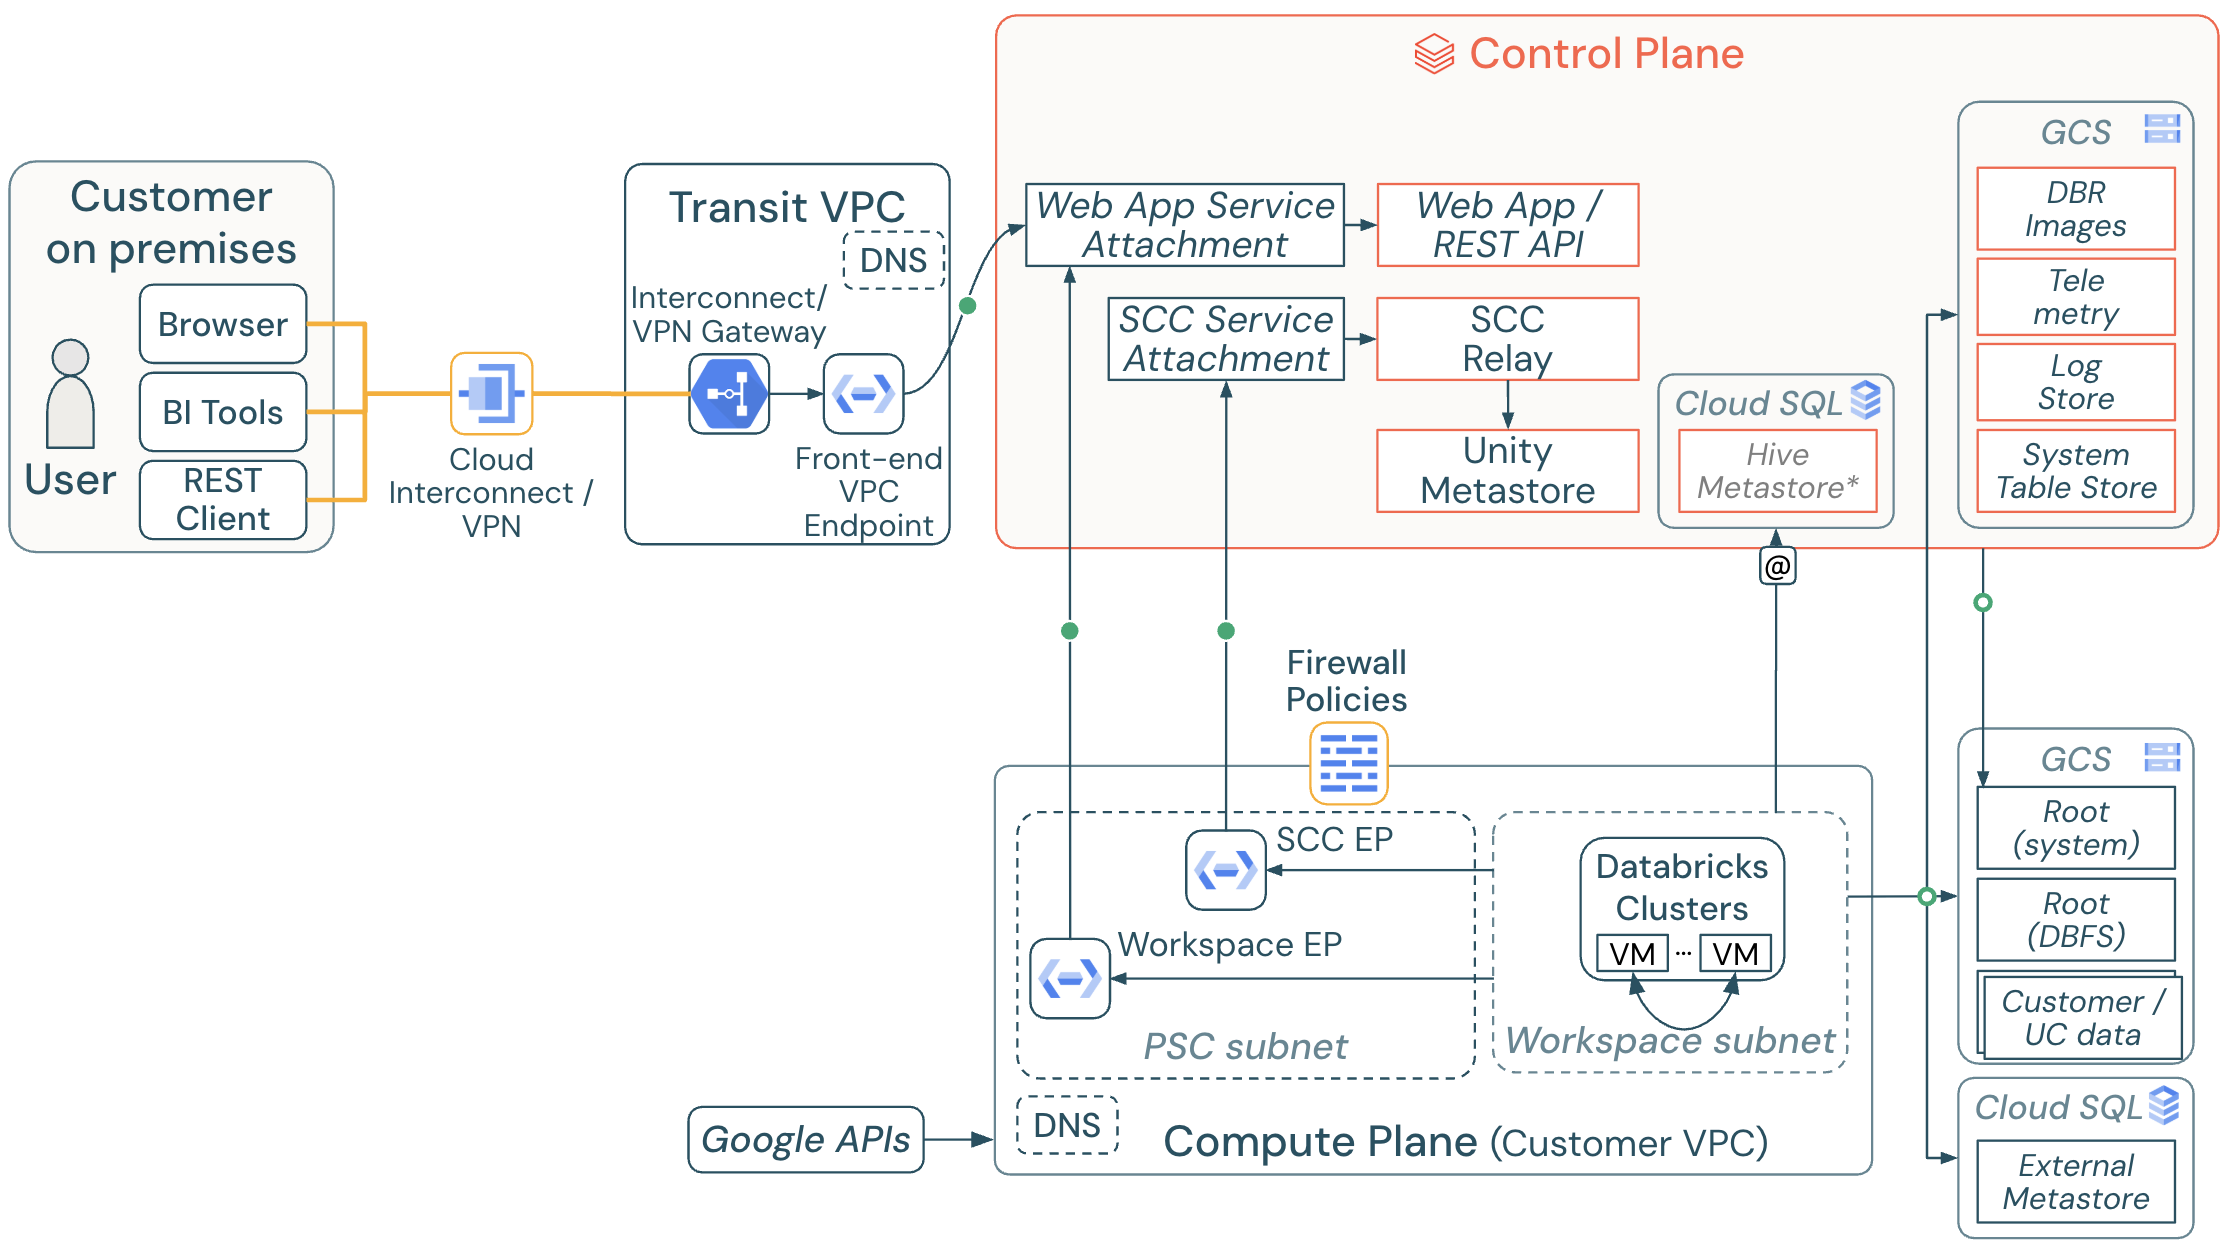 Control Plane
GCS
DBR
Images
Tele
metry
Log
Store
System
Table Store
Customer
on premises
Browser
BI Tools
REST
Client
User
Cloud
Interconnect /
VPN
Transit VPC
DNS
Interconnect/
VPN Gateway
Front-end
VPC
Endpoint
Web App Service
Attachment
Web App /
REST API
SCC Service
Attachment
SCC
Relay
Unity
Metastore
Cloud SQL
Hive
Metastore*
@
Firewall
Policies
SCC EP
Workspace EP
PSC subnet
Databricks
Clusters
VM ... VM
Workspace subnet
DNS
Compute Plane (Customer VPC)
Google APIs
GCS
Root
(system)
Root
(DBFS)
Customer /
UC data
Cloud SQL
External
Metastore